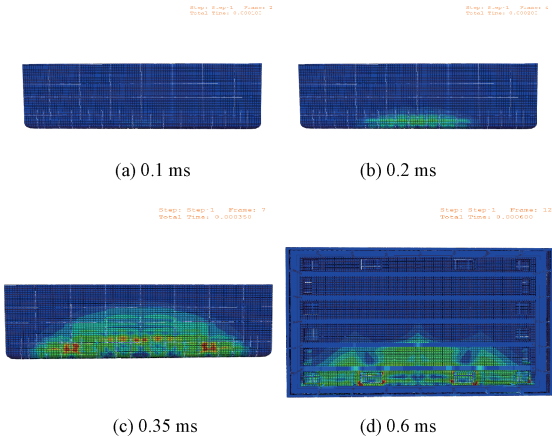 Step: Step-1 Frame: 2
Total Time: 0.000100
Step: Step-1 Frame: 4
Total Time: 0.000200
(a) 0.1 ms
(b) 0.2 ms
Step: Step-1 Frame: 7
Total Time: 0.000350
Step: Step-1 Frame: 12
Total Time: 0.000600
(c) 0.35 ms
(d) 0.6 ms